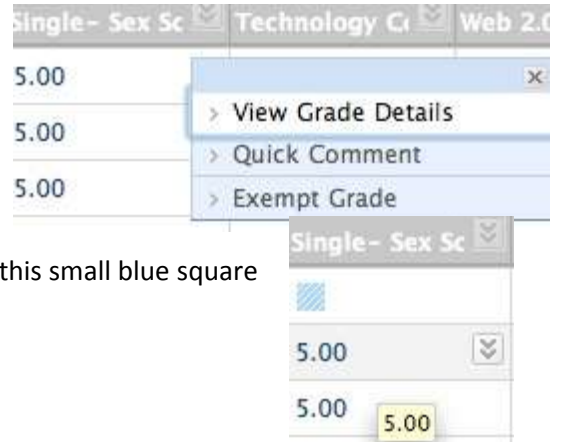 Single- Sex Sc Technology Co Web 2.0
5.00
View Grade Details
5.00
Quick Comment
5.00
Exempt Grade
Single- Sex Sc
this small blue square
5.00
5.00
5.00